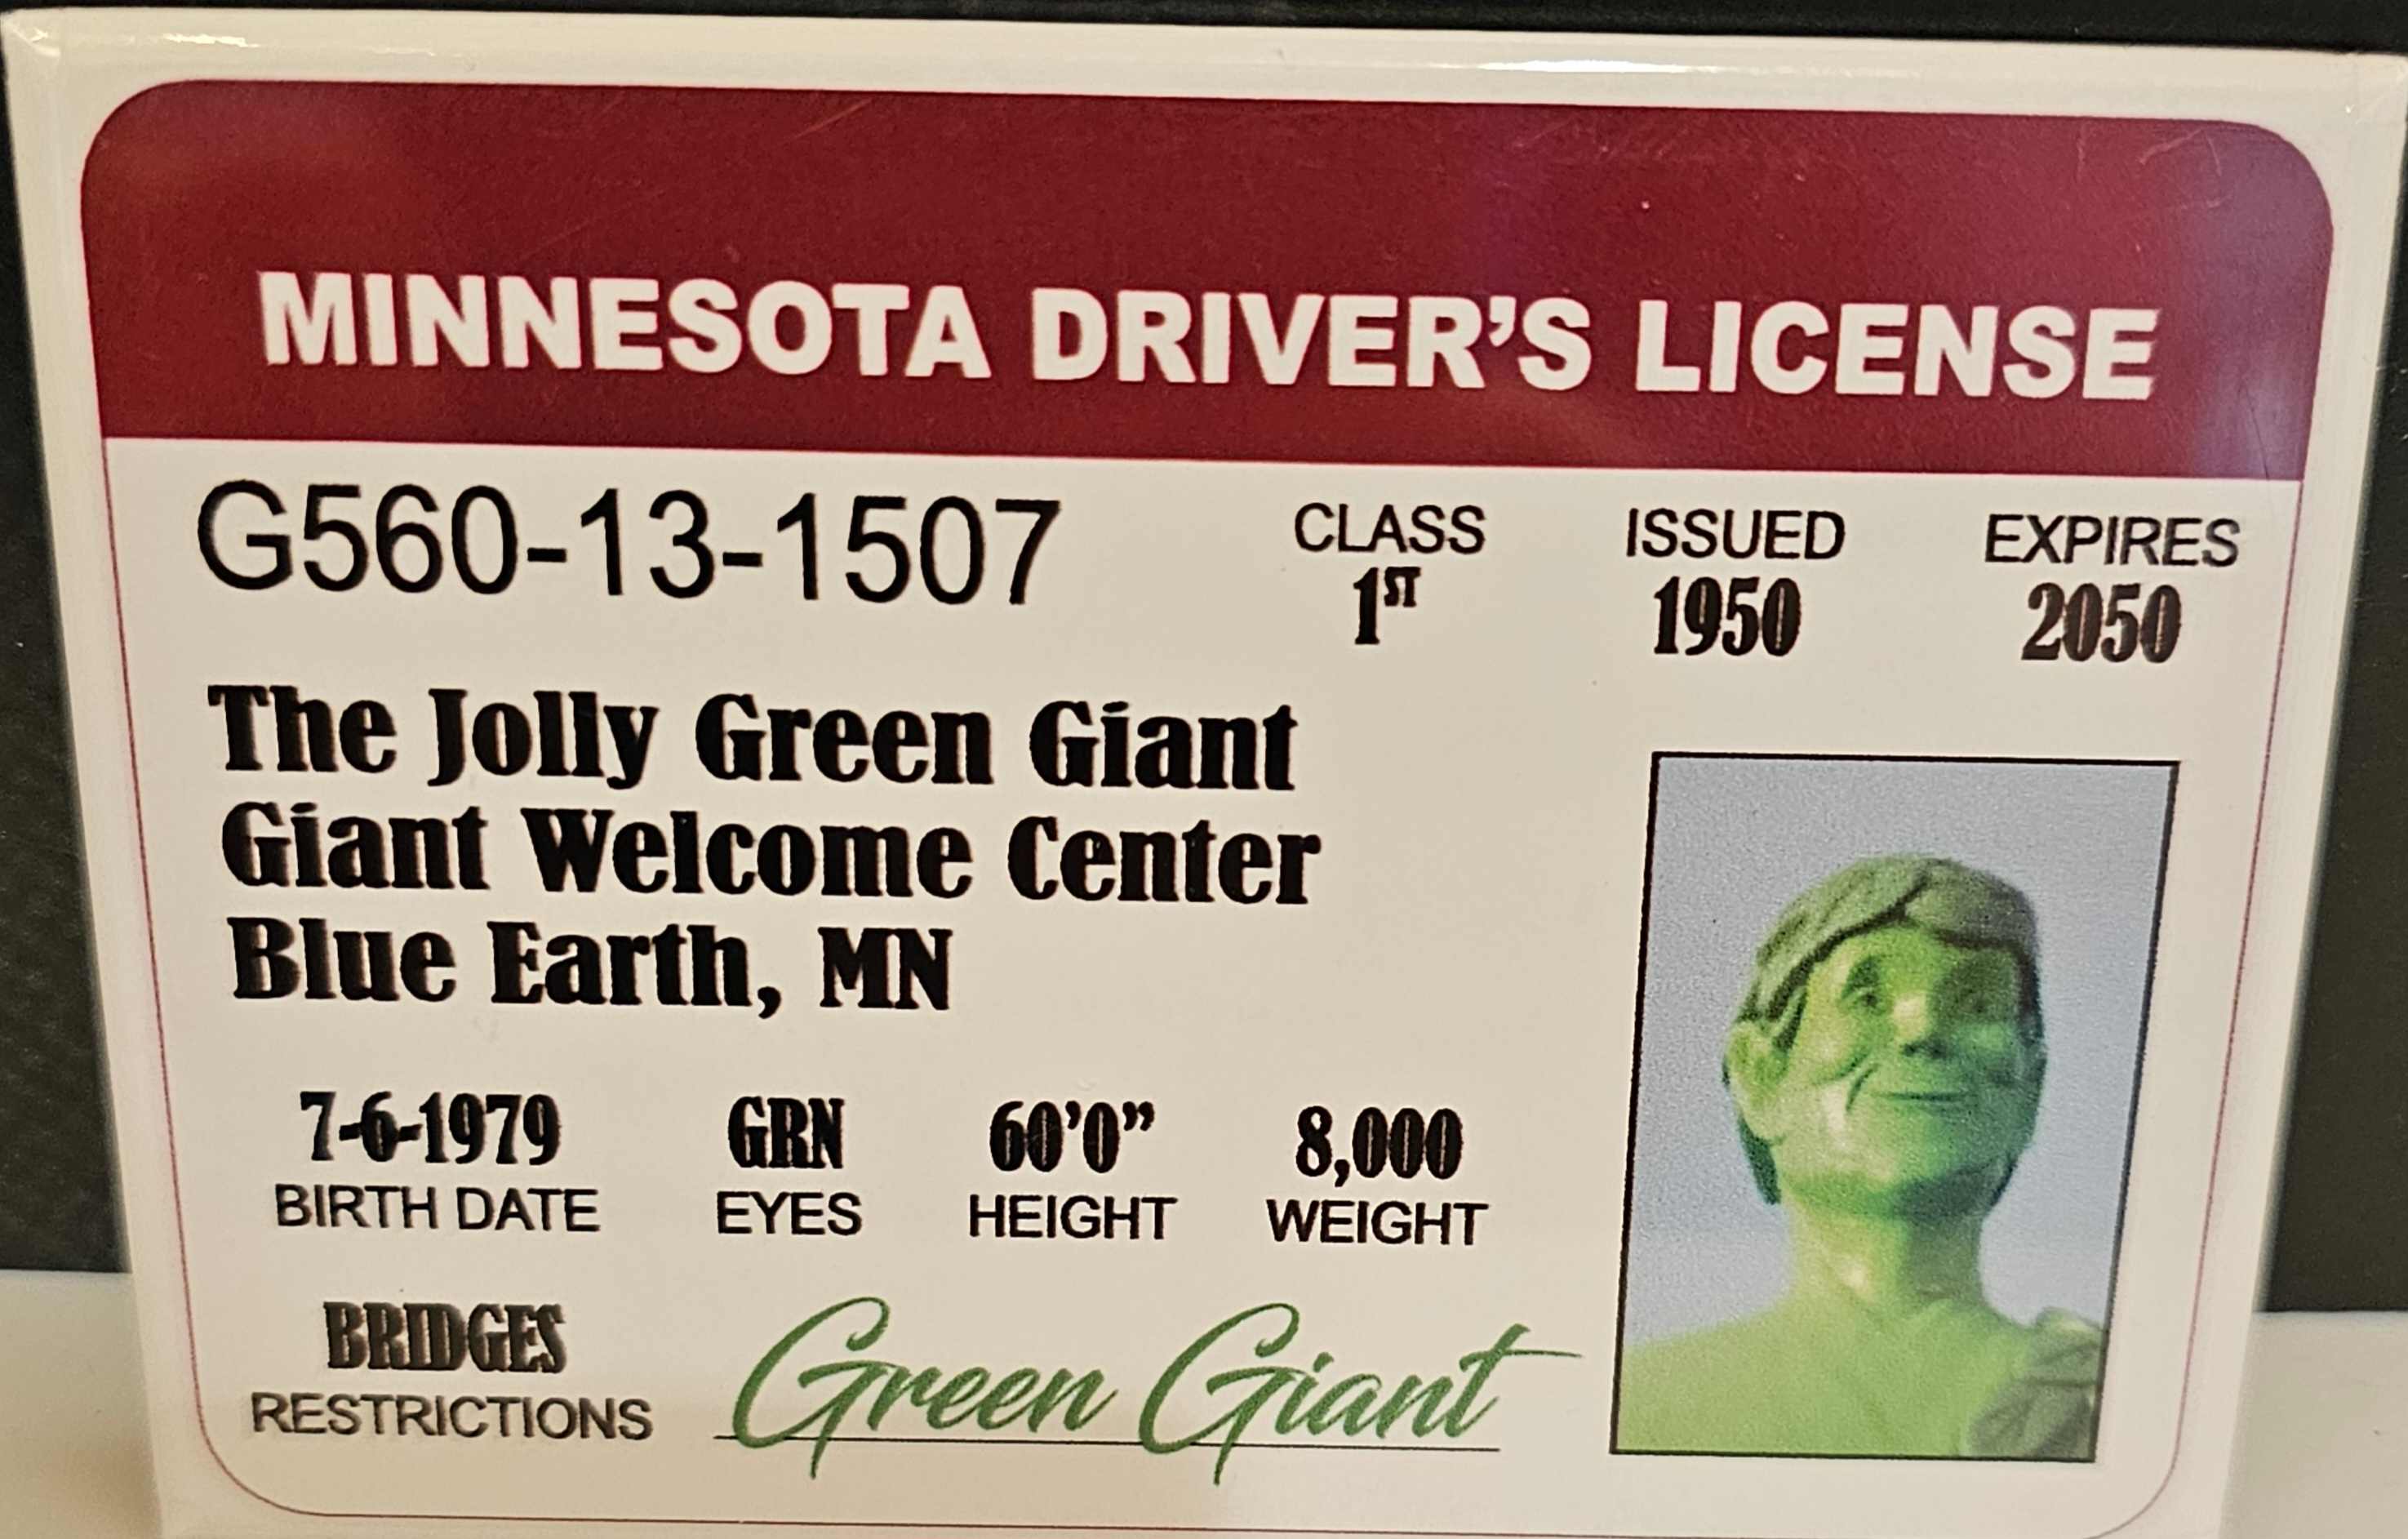 MINNESOTA DRIVER'S LICENSE
G560-13-1507
CLASS
1ST
ISSUED
1950
EXPIRES
2050
The Jolly Green Giant
Giant Welcome Center
Blue Earth, MN
7-6-1979
BIRTH DATE
GRN
EYES
60'0”
HEIGHT
8,000
WEIGHT
BRIDGES
RESTRICTIONS
Green Giant